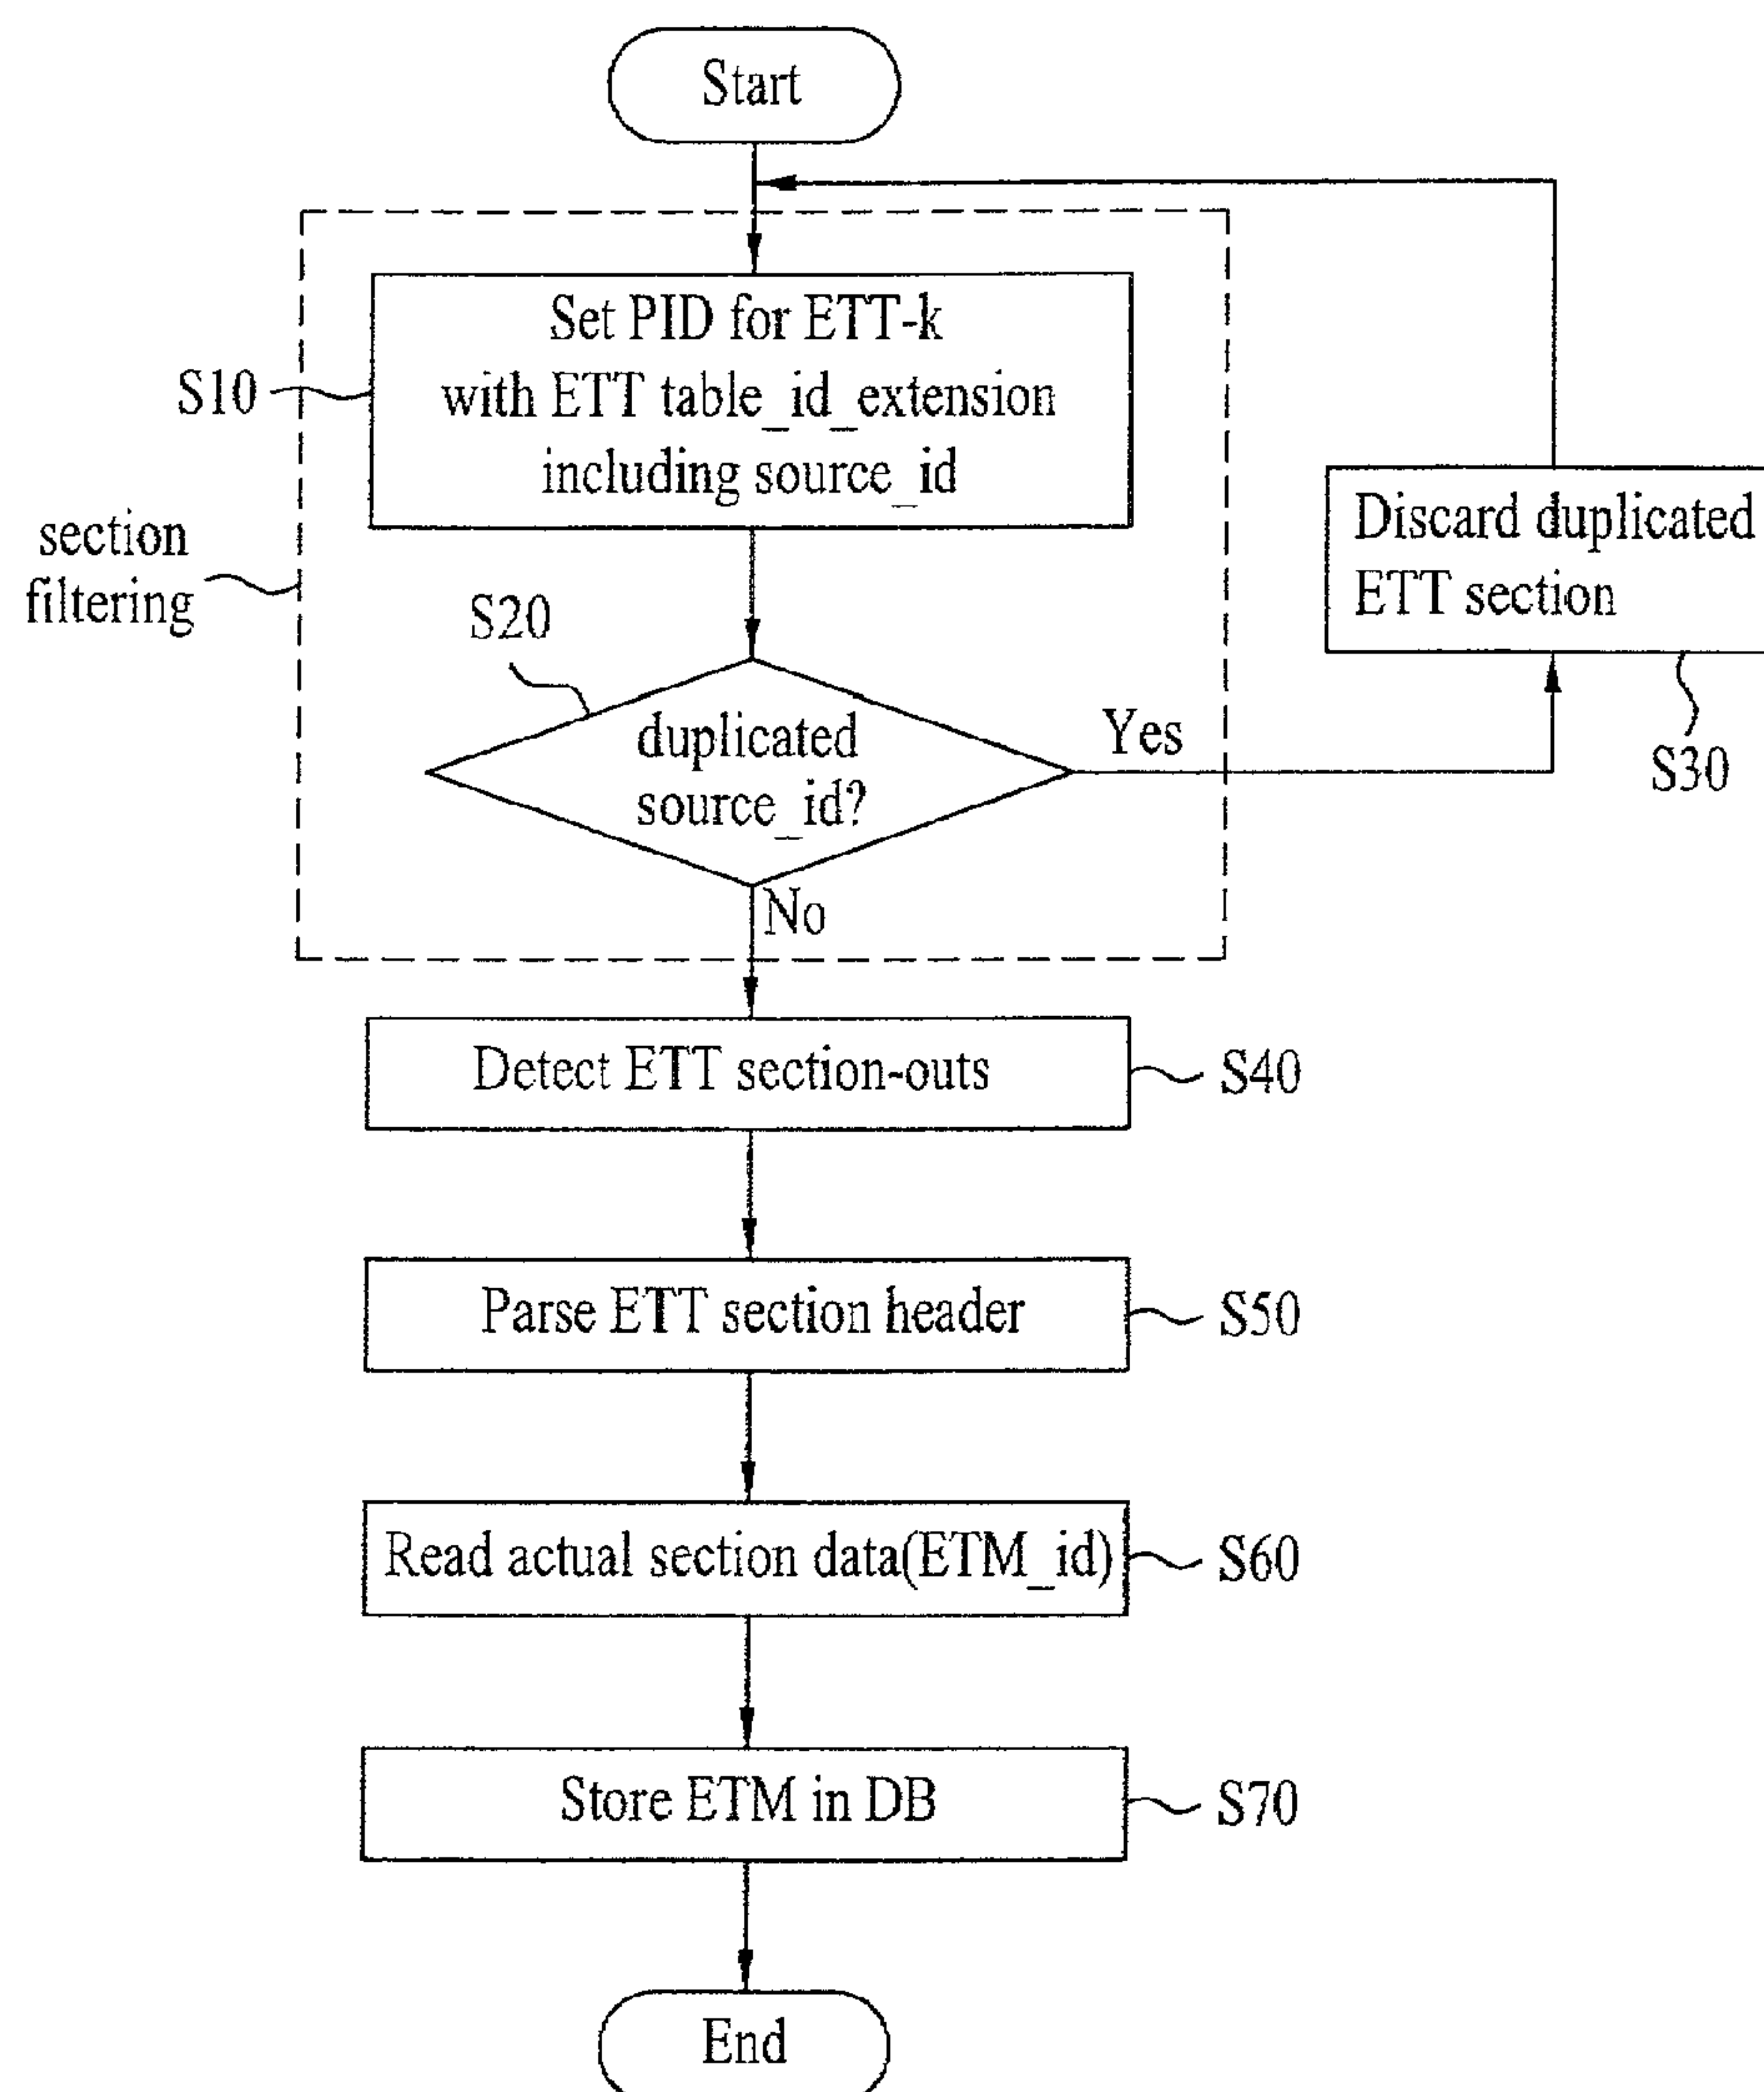 Start
Set PID for ETT-k
with ETT table_id_extension
including source_id
S10
section
filtering
Discard duplicated
ETT section
S30
S20
duplicated
source_id?
Yes
No
Detect ETT section-outs
S40
Parse ETT section header
S50
Read actual section data(ETM_id)
S60
Store ETM in DB
S70
End